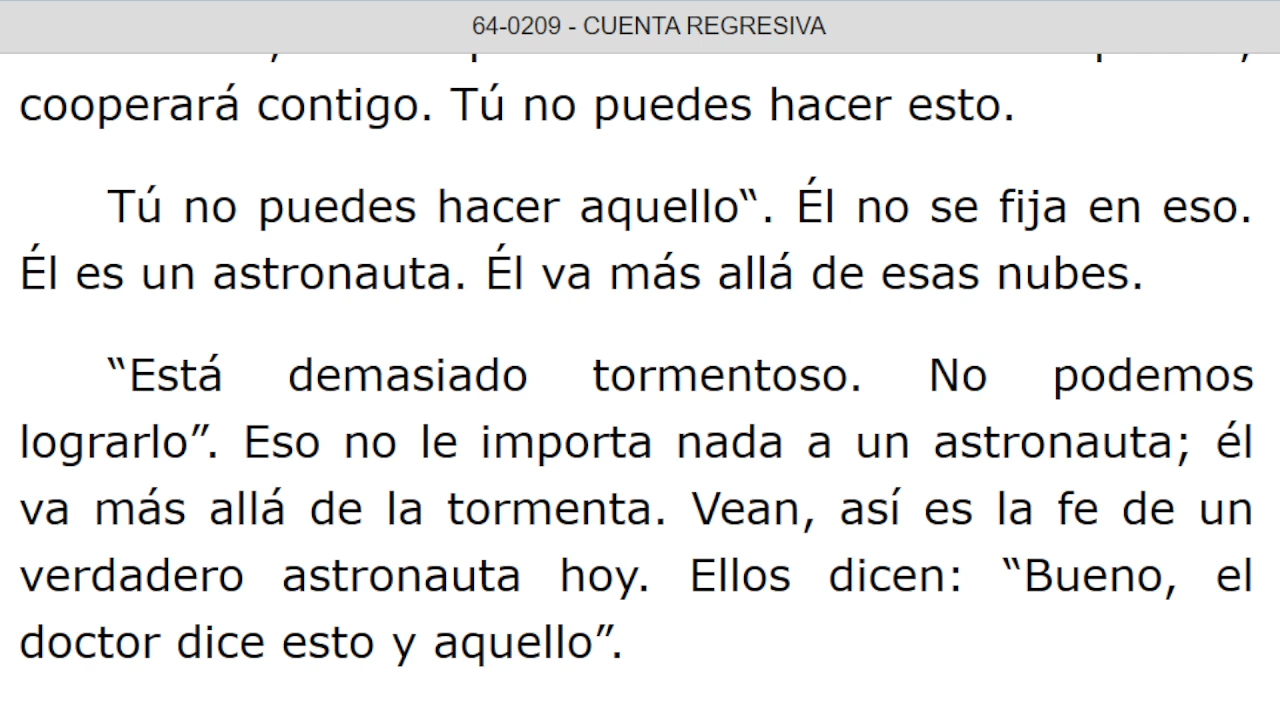 64-0209 - CUENTA REGRESIVA
cooperará contigo. Tú no puedes hacer esto.
Tú no puedes hacer aquello“. Él no se fija en eso.
Él es un astronauta. Él va más allá de esas nubes.
“Está demasiado tormentoso. No podemos
lograrlo”. Eso no le importa nada a un astronauta; él
va más allá de la tormenta. Vean, así es la fe de un
verdadero astronauta hoy. Ellos dicen: “Bueno, el
doctor dice esto y aquello”.